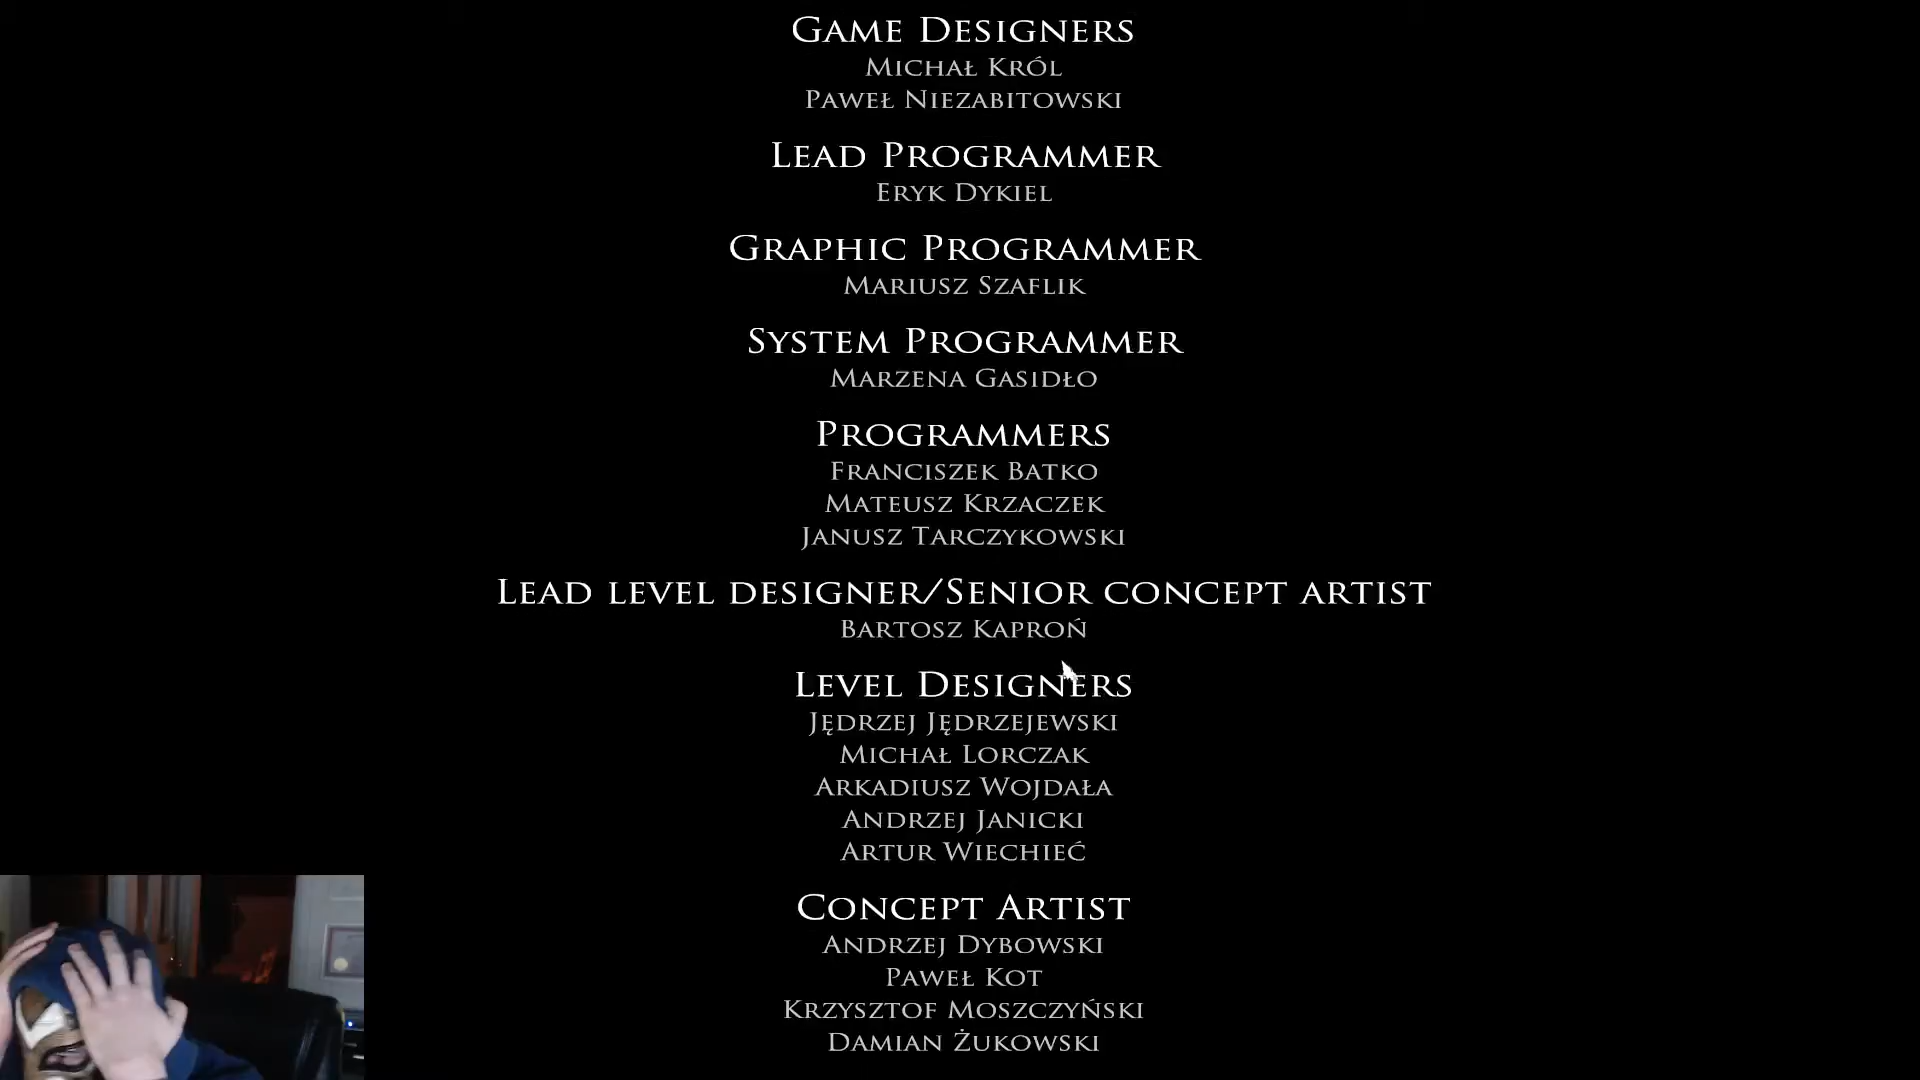 Game Designers
Michał Król
Paweł Niezabitowski
Lead Programmer
Eryk Dykiel
Graphic Programmer
Mariusz Szaflik
System Programmer
Marzena Gasidło
Programmers
Franciszek Batko
Mateusz Krzaczek
Janusz Tarczykowski
Lead level designer/Senior concept artist
Bartosz Kaproń
Level Designers
Jędrzej Jędrzejewski
Michał Lorczak
Arkadiusz Wojdała
Andrzej Janicki
Artur Wiechieć
Concept Artist
Andrzej Dybowski
Paweł Kot
Krzysztof Moszczyński
Damian Żukowski